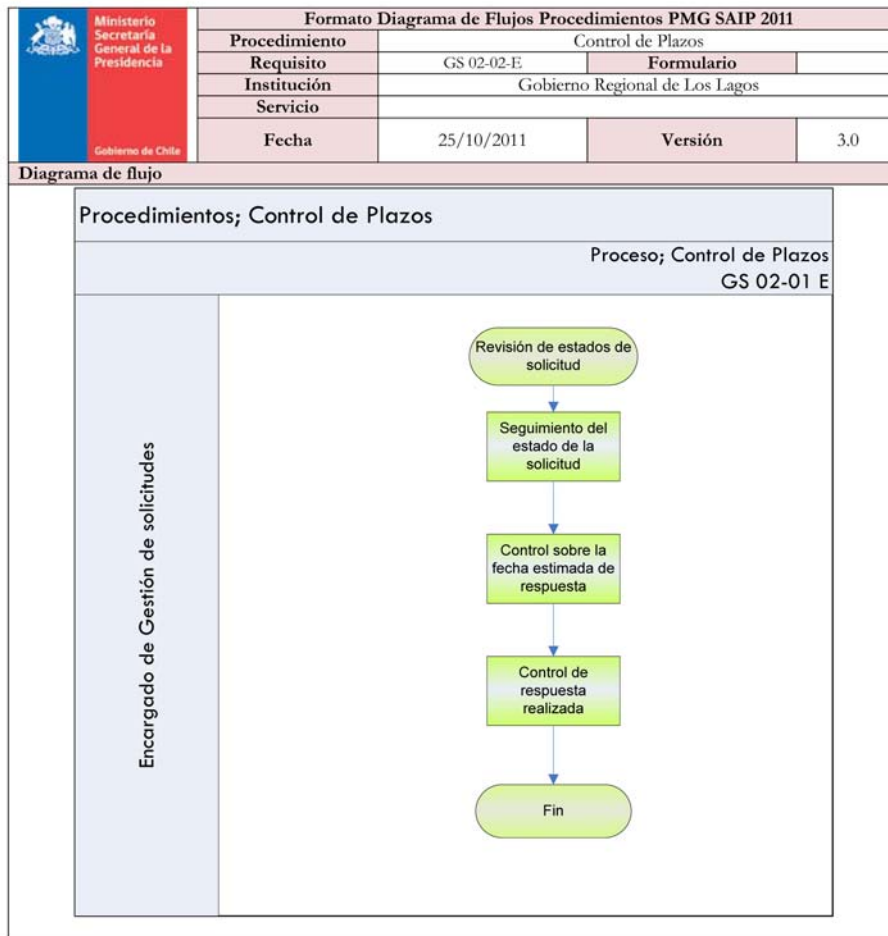 Ministerio
Secretaría
General de la
Presidencia
Gobierno de Chile
Formato Diagrama de Flujos Procedimientos PMG SAIP 2011
Procedimiento Control de Plazos
Requisito GS 02-02-E Formulario
Institución Gobierno Regional de Los Lagos
Servicio
Fecha 25/10/2011 Versión 3.0
Diagrama de flujo
Procedimientos; Control de Plazos
Proceso; Control de Plazos
GS 02-01 E
Encargado de Gestión de solicitudes
Revisión de estados de
solicitud
Seguimiento del
estado de la
solicitud
Control sobre la
fecha estimada de
respuesta
Control de
respuesta
realizada
Fin